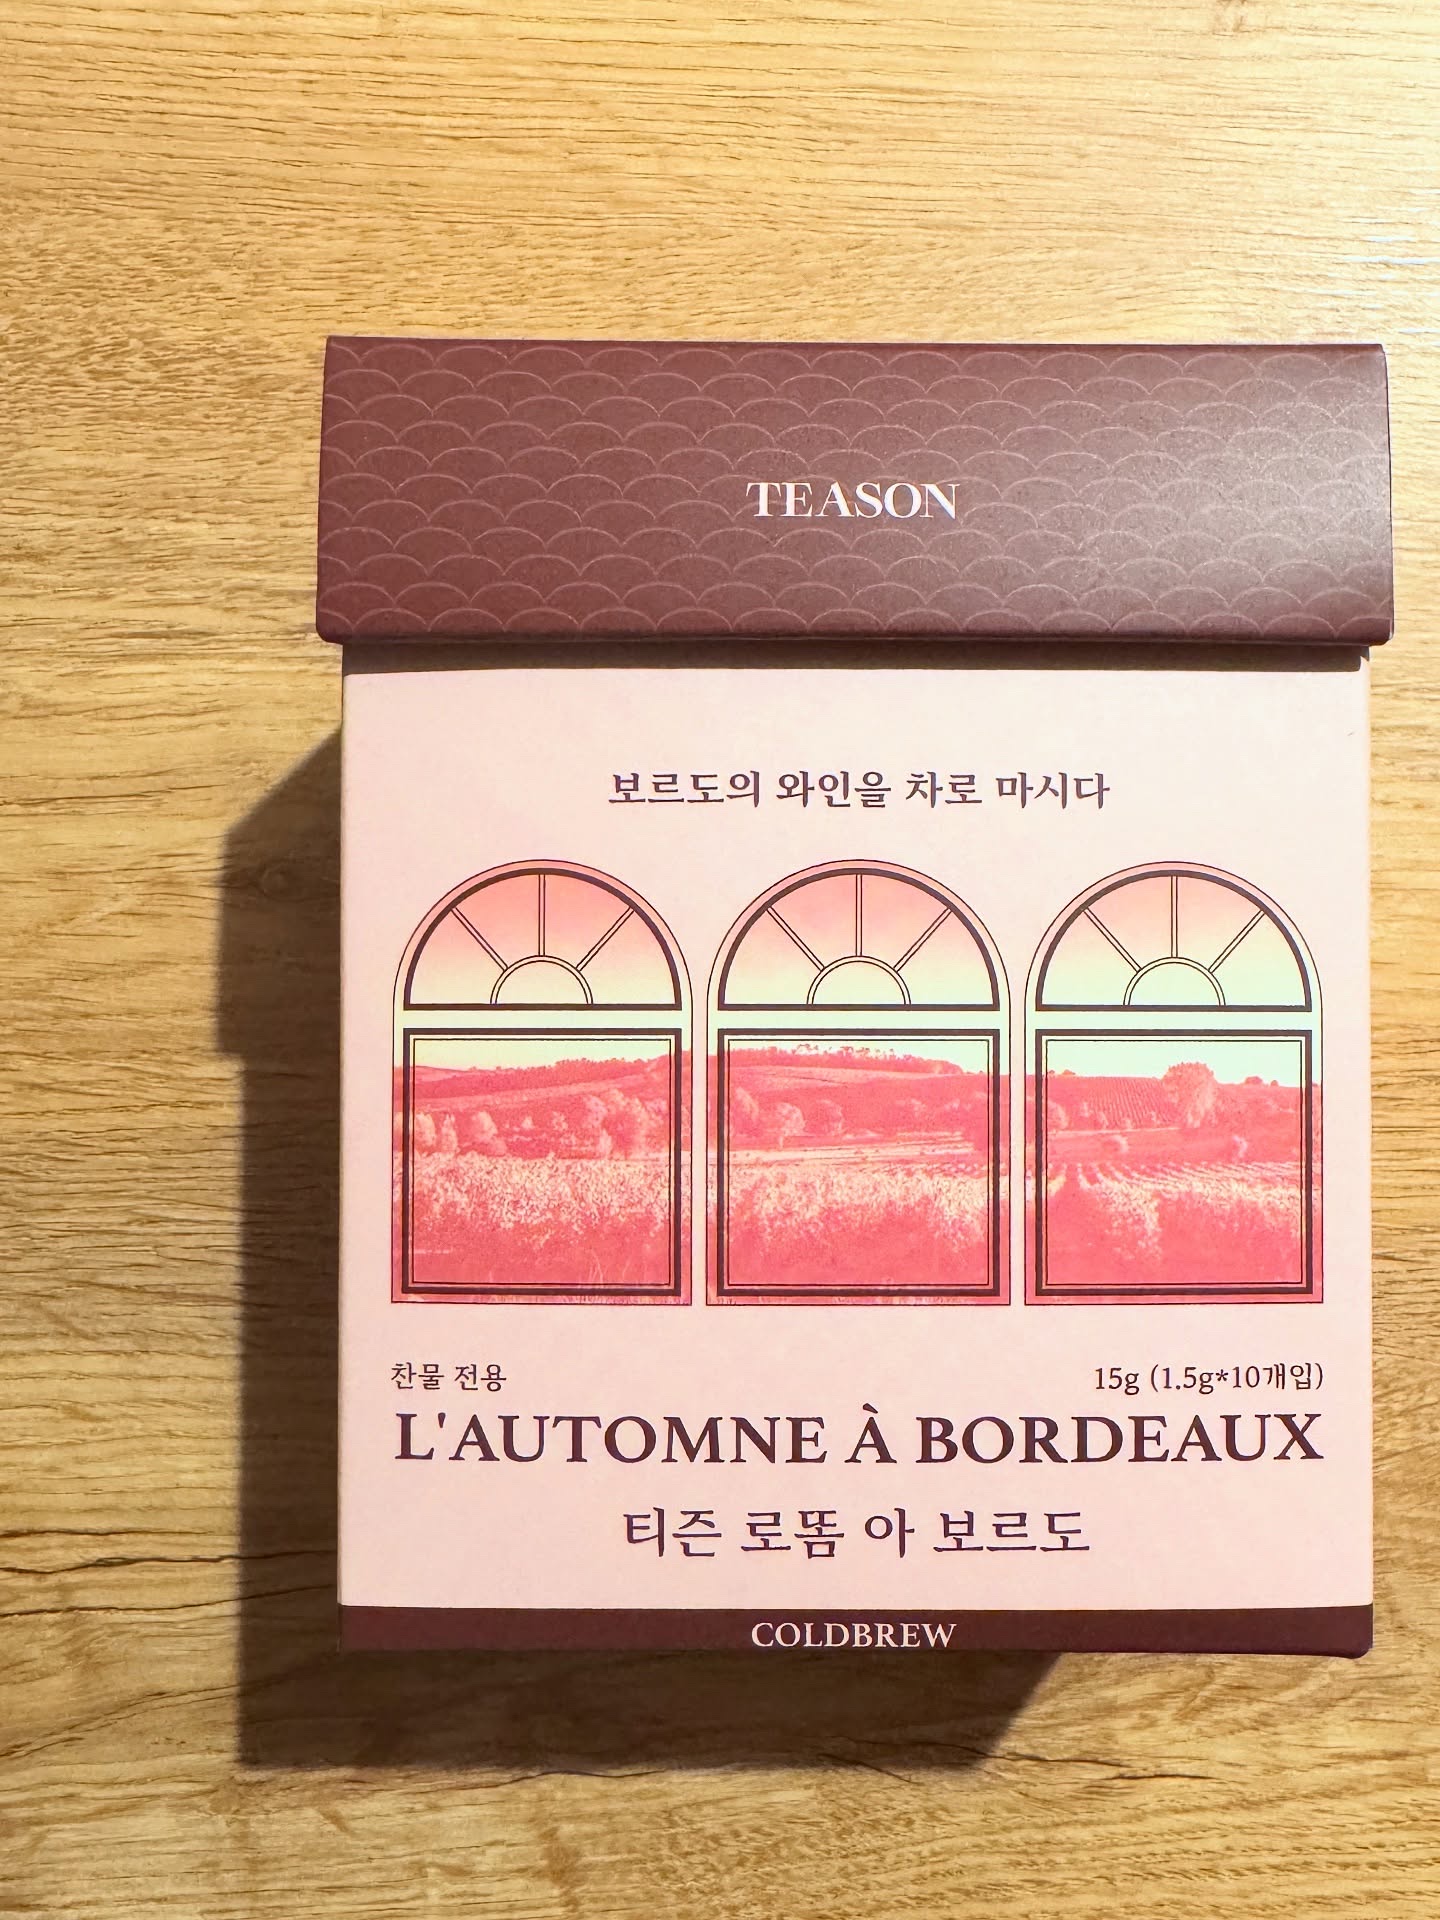 TEASON
보르도의 와인을 차로 마시다
찬물 전용
15g (1.5g*10개입)
L'AUTOMNE À BORDEAUX
티즌 로똠 아 보르도
COLDBREW